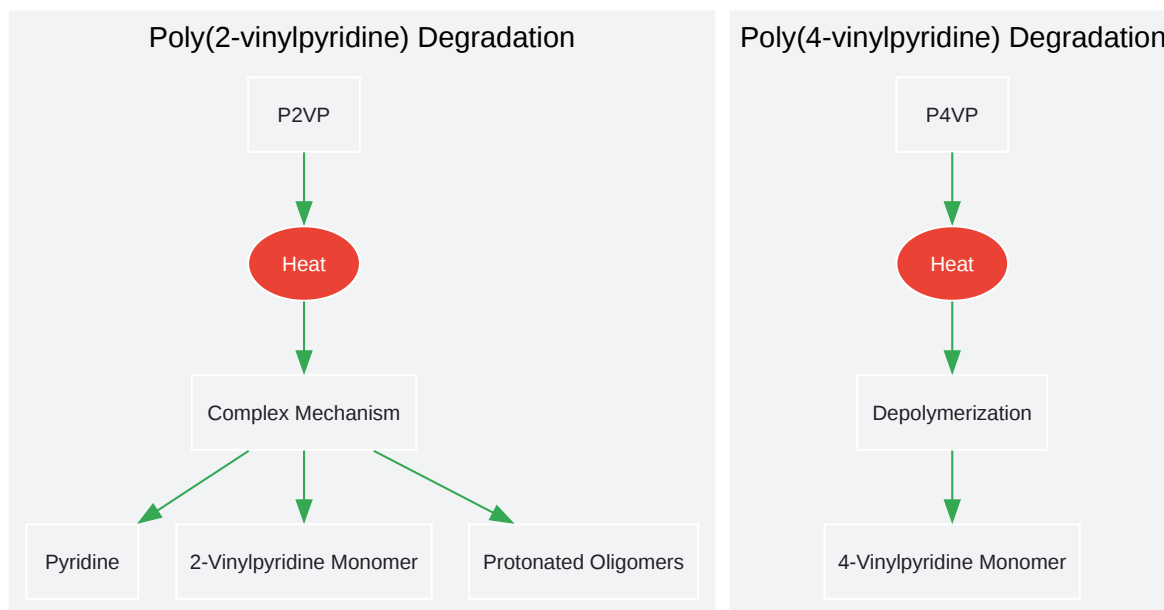 Poly(2-vinylpyridine) Degradation
P2VP
Heat
Complex Mechanism
Pyridine
2-Vinylpyridine Monomer
Protonated Oligomers
Poly(4-vinylpyridine) Degradation
P4VP
Heat
Depolymerization
4-Vinylpyridine Monomer